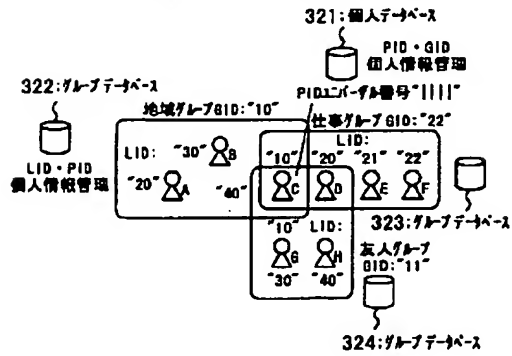 321:個人データベース
PID・GID
個人情報管理
322:グループデータベース
PIDユニバーサル番号"1111"
地域グループGID:"10"
仕事グループGID:"22"
LID・PID
個人情報管理
LID:
"30"
B
"20"
A
"40"
LID:
"10" "20" "21" "22"
C D E F
323:グループデータベース
"10" LID:
G H
"30" "40"
友人グループ
GID:"11"
324:グループデータベース